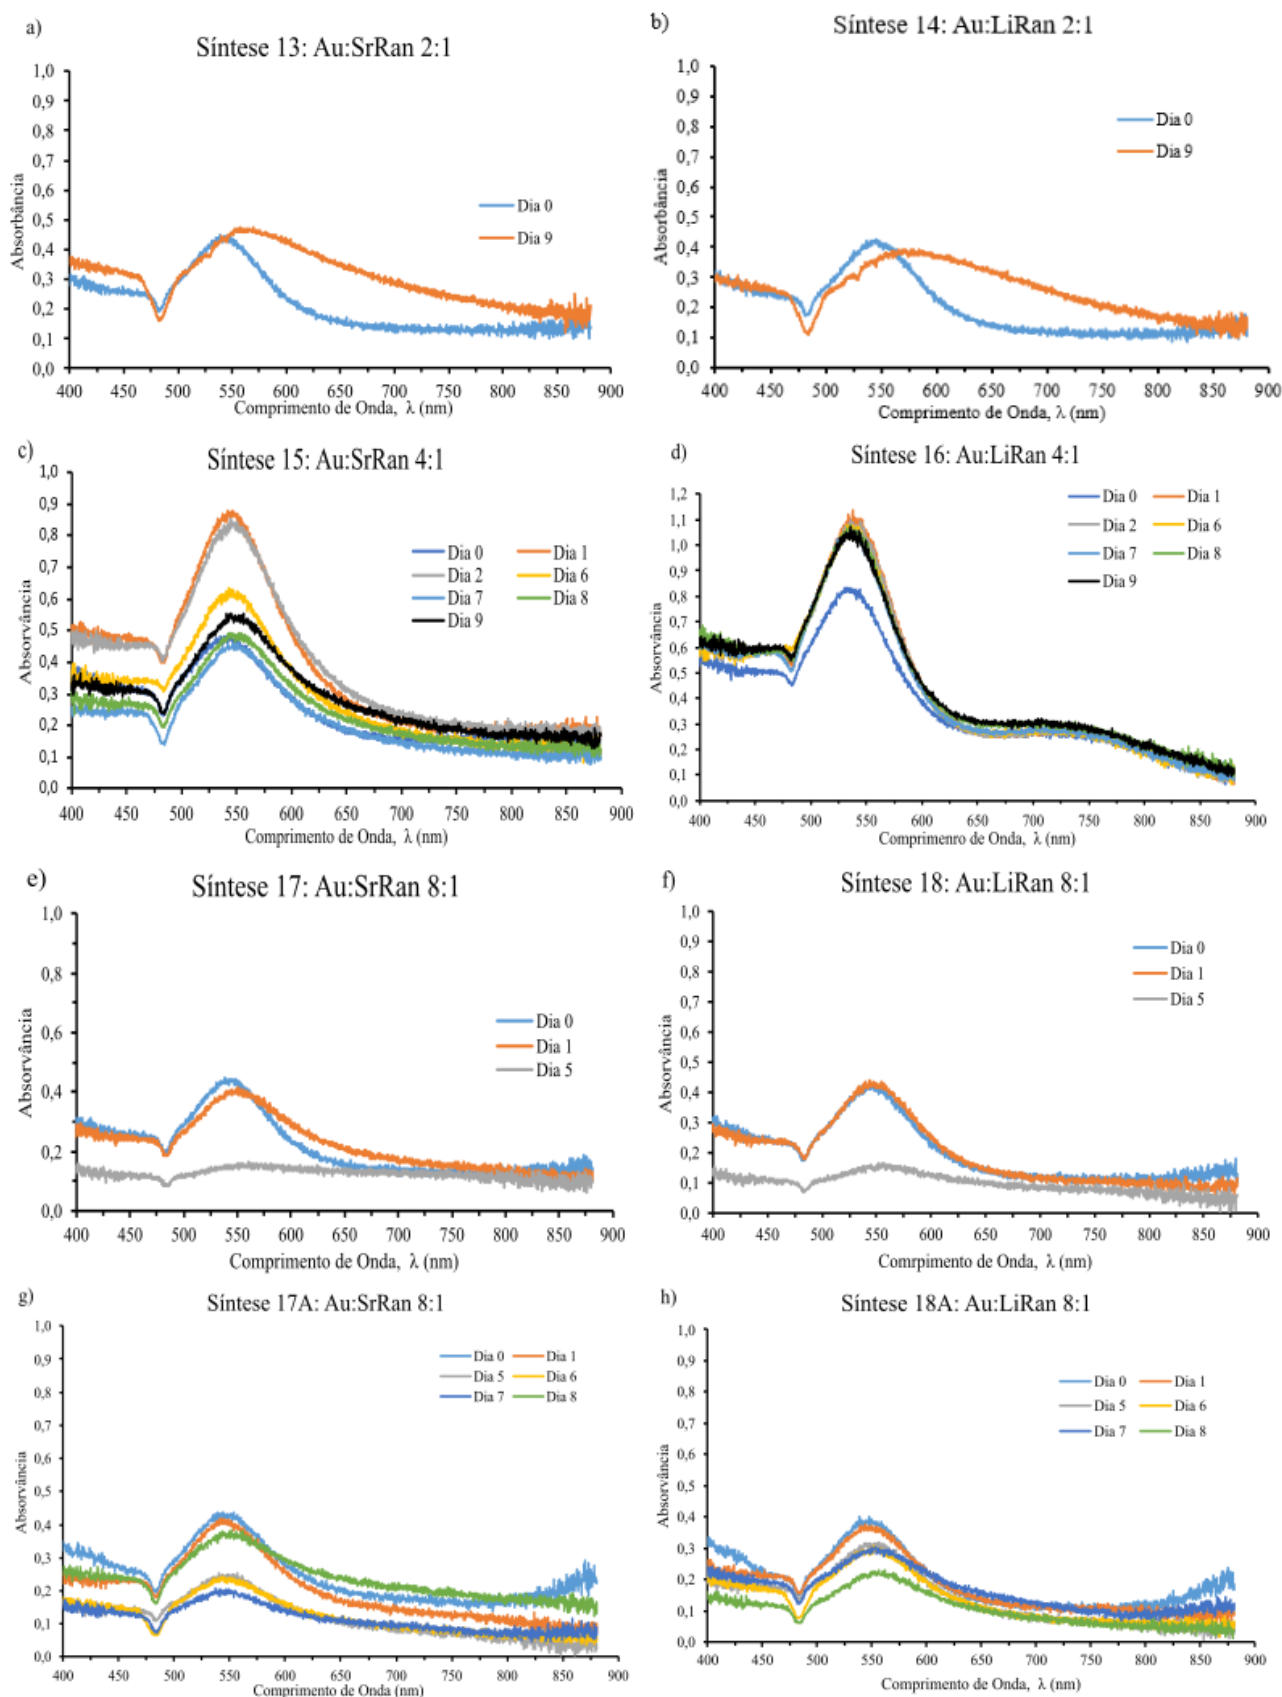 a)
Síntese 13: Au:SrRan 2:1
1,0
0,9
0,8
0,7
0,6
0,5
0,4
0,3
0,2
0,1
0,0
Absorbância
Dia 0
Dia 9
400 450 500 550 600 650 700 750 800 850 900
Comprimento de Onda, λ (nm)
b)
Síntese 14: Au:LiRan 2:1
1,0
0,9
0,8
0,7
0,6
0,5
0,4
0,3
0,2
0,1
0,0
Absorbância
Dia 0
Dia 9
400 450 500 550 600 650 700 750 800 850 900
Comprimento de Onda, λ (nm)
c)
Síntese 15: Au:SrRan 4:1
1,0
0,9
0,8
0,7
0,6
0,5
0,4
0,3
0,2
0,1
0,0
Absorvância
Dia 0 Dia 1
Dia 2 Dia 6
Dia 7 Dia 8
Dia 9
400 450 500 550 600 650 700 750 800 850 900
Comprimento de Onda, λ (nm)
d)
Síntese 16: Au:LiRan 4:1
1,2
1,1
1,0
0,9
0,8
0,7
0,6
0,5
0,4
0,3
0,2
0,1
0,0
Absorvância
Dia 0 Dia 1
Dia 2 Dia 6
Dia 7 Dia 8
Dia 9
400 450 500 550 600 650 700 750 800 850 900
Comprimenro de Onda, λ (nm)
e)
Síntese 17: Au:SrRan 8:1
1,0
0,8
0,6
0,4
0,2
0,0
Absorvância
Dia 0
Dia 1
Dia 5
400 450 500 550 600 650 700 750 800 850 900
Comprimento de Onda, λ (nm)
f)
Síntese 18: Au:LiRan 8:1
1,0
0,9
0,8
0,7
0,6
0,5
0,4
0,3
0,2
0,1
0,0
Absorvância
Dia 0
Dia 1
Dia 5
400 450 500 550 600 650 700 750 800 850 900
Comrpimento de Onda, λ (nm)
g)
Síntese 17A: Au:SrRan 8:1
1,0
0,9
0,8
0,7
0,6
0,5
0,4
0,3
0,2
0,1
0,0
Absorvância
Dia 0 Dia 1
Dia 5 Dia 6
Dia 7 Dia 8
400 450 500 550 600 650 700 750 800 850 900
Comprimento de Onda (nm)
h)
Síntese 18A: Au:LiRan 8:1
1,0
0,9
0,8
0,7
0,6
0,5
0,4
0,3
0,2
0,1
0,0
Absorvância
Dia 0 Dia 1
Dia 5 Dia 6
Dia 7 Dia 8
400 450 500 550 600 650 700 750 800 850 900
Comprimento de Onda, λ (nm)